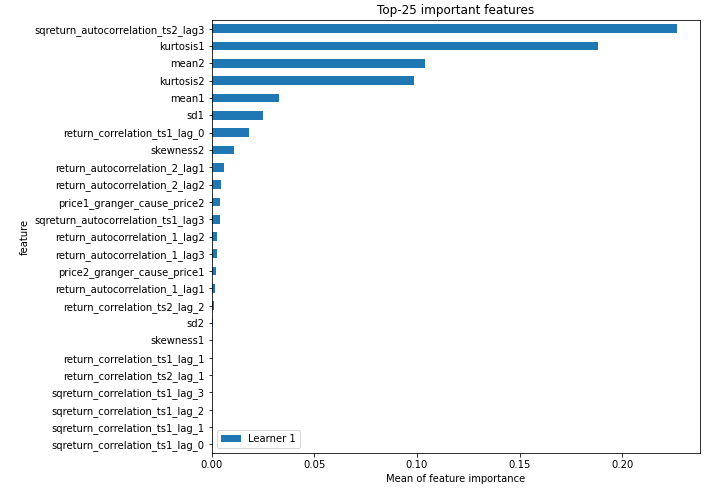 Top-25 important features
sqreturn_autocorrelation_ts2_lag3
kurtosis1
mean2
kurtosis2
mean1
sd1
return_correlation_ts1_lag_0
skewness2
return_autocorrelation_2_lag1
return_autocorrelation_2_lag2
price1_granger_cause_price2
sqreturn_autocorrelation_ts1_lag3
return_autocorrelation_1_lag2
return_autocorrelation_1_lag3
price2_granger_cause_price1
return_autocorrelation_1_lag1
return_correlation_ts2_lag_2
sd2
skewness1
return_correlation_ts1_lag_1
return_correlation_ts2_lag_1
sqreturn_correlation_ts1_lag_3
sqreturn_correlation_ts1_lag_2
sqreturn_correlation_ts1_lag_1
sqreturn_correlation_ts1_lag_0
feature
Learner 1
0.00 0.05 0.10 0.15 0.20
Mean of feature importance